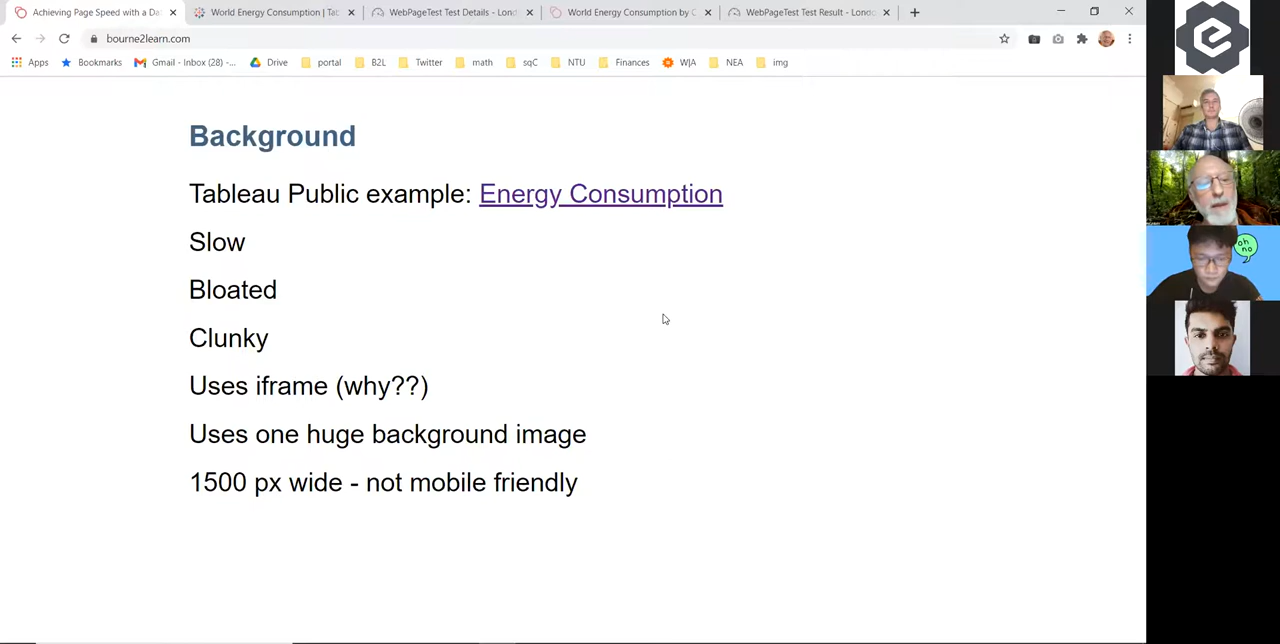 Achieving Page Speed with a Da
World Energy Consumption | Tab
WebPageTest Test Details - Lond
World Energy Consumption by C
WebPageTest Test Result - Londo
bourne2learn.com
Apps
Bookmarks
Gmail - Inbox (28) -...
Drive
portal
B2L
Twitter
math
sqC
NTU
Finances
WJA
NEA
img
Background
Tableau Public example: Energy Consumption
Slow
Bloated
Clunky
Uses iframe (why??)
Uses one huge background image
1500 px wide - not mobile friendly
oh
no